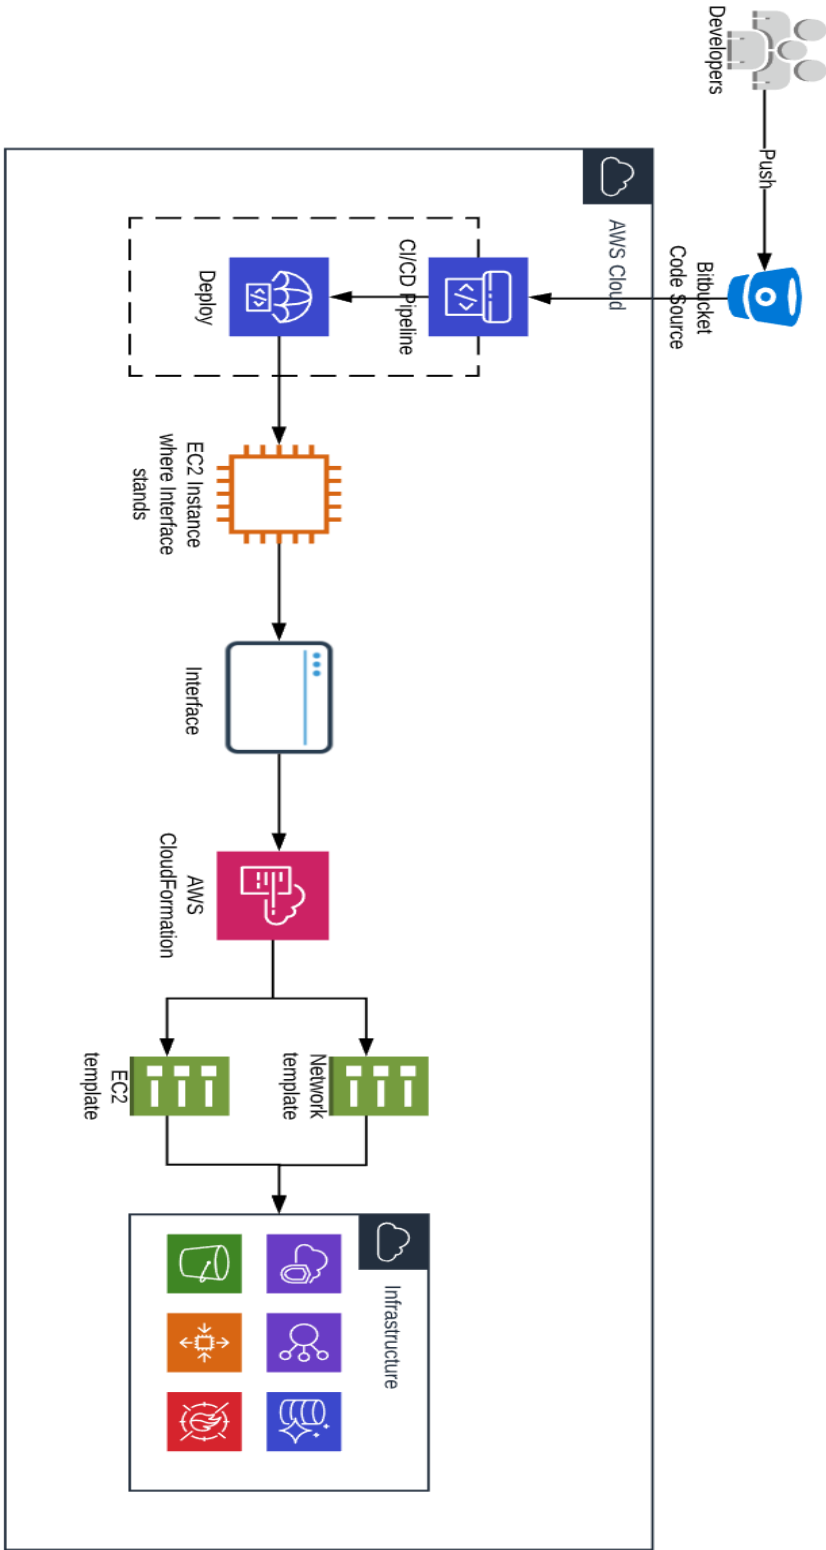 Developers
Push
Bitbucket
Code Source
AWS Cloud
CI/CD Pipeline
Deploy
EC2 Instance
where Interface
stands
Interface
AWS
CloudFormation
Network
template
EC2
template
Infrastructure